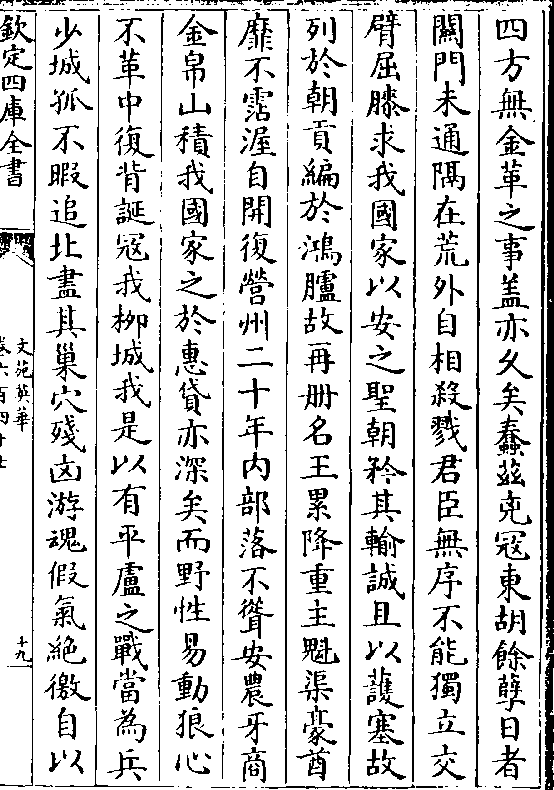 四方無金革之事盖亦久矣蠢茲克冦東胡餘孽日者
關門未通隅在荒外自相殺戮君臣無序不能獨立交
臂屈膝求我國家以安之聖朝矜其輸誠且以䕶塞故
列於朝貢編於鴻臚故再册名王累降重主魁渠豪酋
靡不霑渥自開復營州二十年內部落不聳安農牙商
金帛山積我國家之於惠貸亦深矣而野性易動狼心
不革中復背誕冦我柳城我是以有平盧之戰當為兵
少城孤不暇追北盡其巢穴殘囪游魂假氣絶徼自以
欽定四庫全書
文苑英華
卷六百四十七
十九